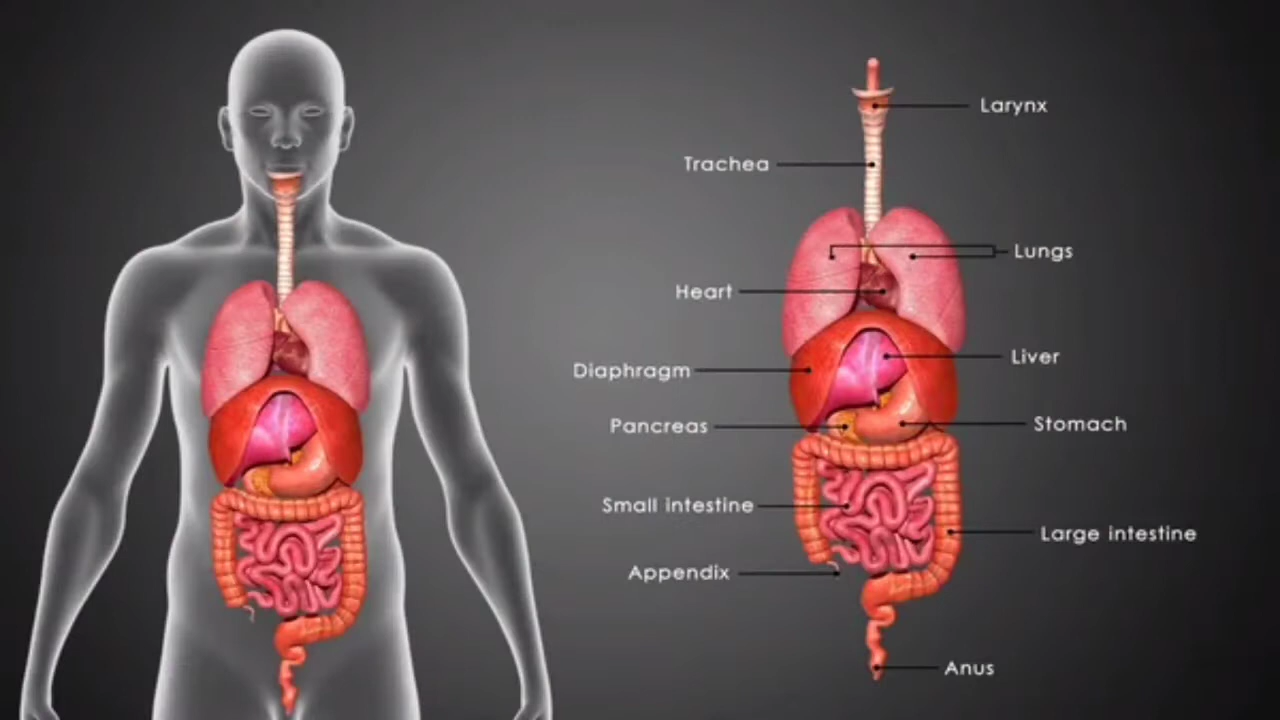 Larynx
Trachea
Lungs
Heart
Liver
Diaphragm
Stomach
Pancreas
Small intestine
Large intestine
Appendix
Anus